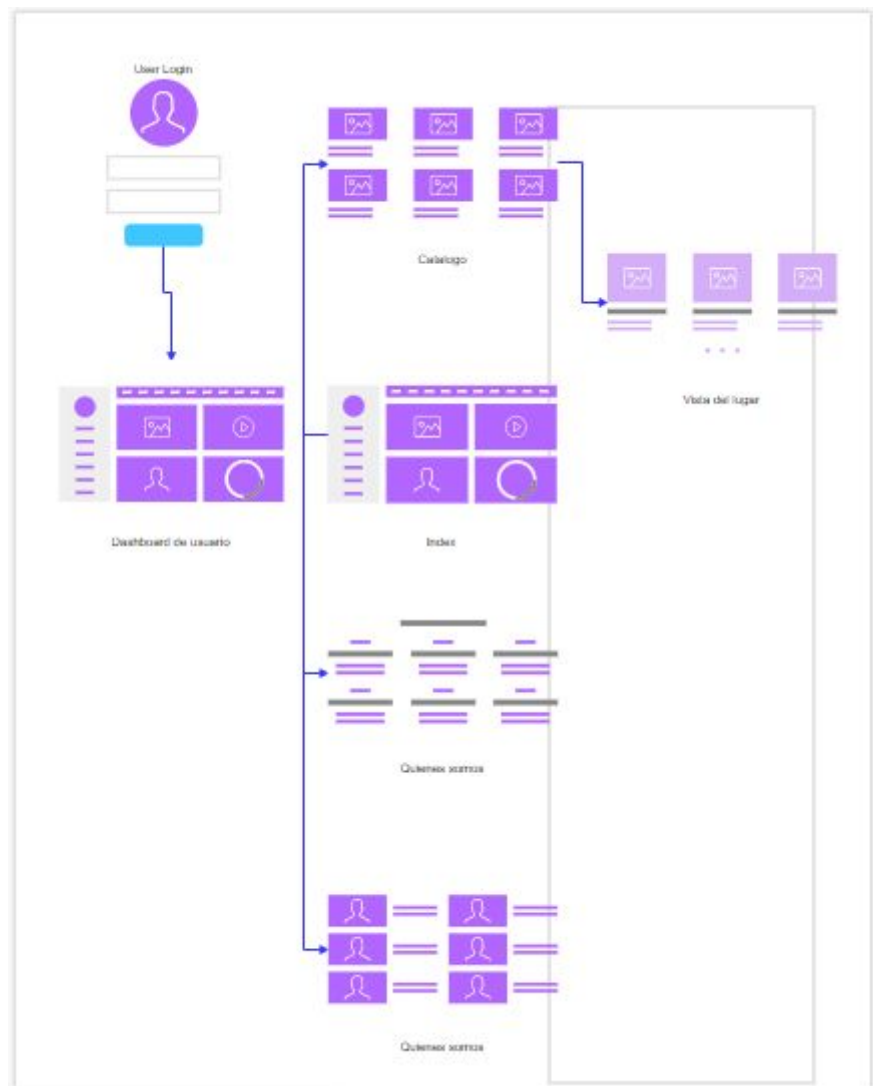 User Login
Catalogo
Vista del lugar
Dashboard de usuario
Index
Quienes somos
Quienes somos